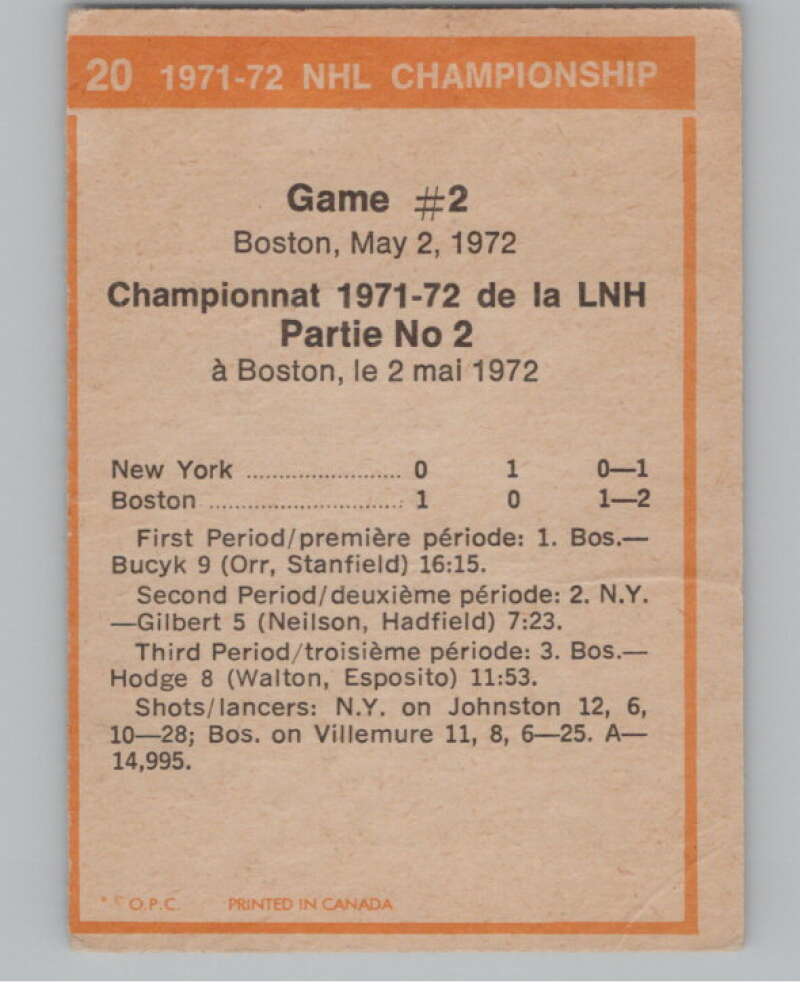 20 1971-72 NHL CHAMPIONSHIP
Game #2
Boston, May 2, 1972
Championnat 1971-72 de la LNH
Partie No 2
à Boston, le 2 mai 1972
New York ........................ 0 1 0—1
Boston .............................. 1 0 1—2
First Period/première période: 1. Bos.—
Bucyk 9 (Orr, Stanfield) 16:15.
Second Period/deuxième période: 2. N.Y.
—Gilbert 5 (Neilson, Hadfield) 7:23.
Third Period/troisième période: 3. Bos.—
Hodge 8 (Walton, Esposito) 11:53.
Shots/lancers: N.Y. on Johnston 12, 6,
10—28; Bos. on Villemure 11, 8, 6—25. A—
14,995.
* © O.P.C. PRINTED IN CANADA